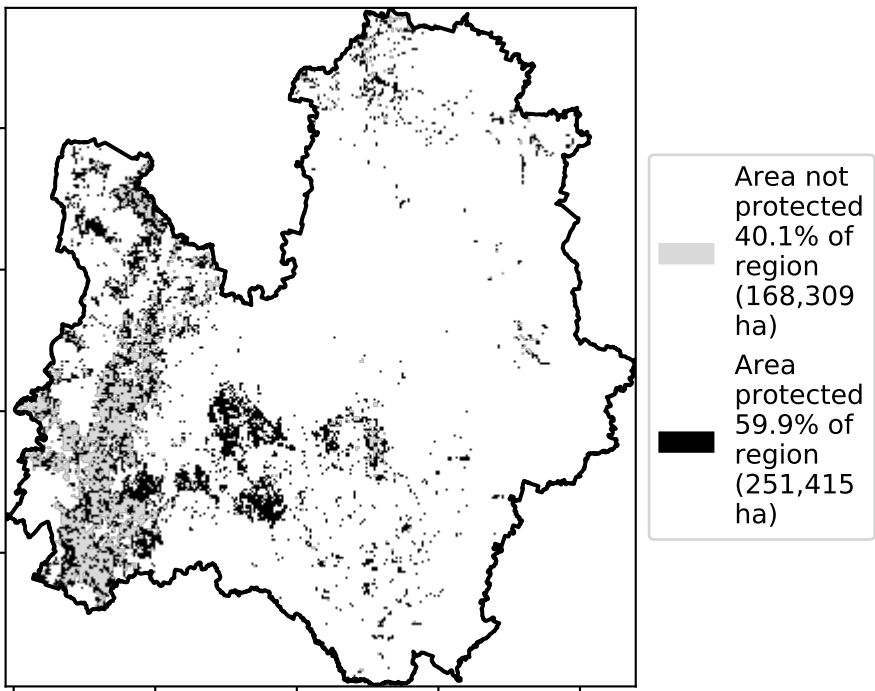 Area not
protected
40.1% of
region
(168,309
ha)
Area
protected
59.9% of
region
(251,415
ha)